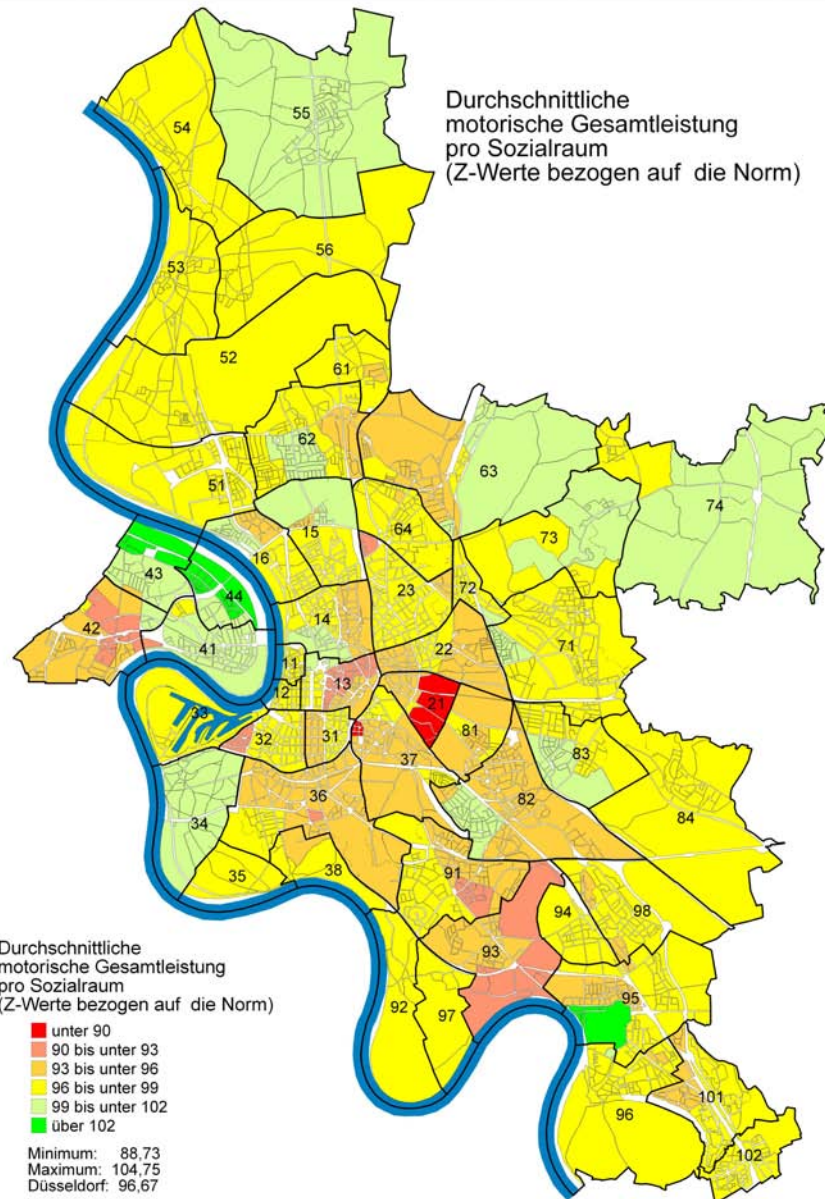 Durchschnittliche
motorische Gesamtleistung
pro Sozialraum
(Z-Werte bezogen auf die Norm)
55
54
56
53
52
61
62
63
51
74
15
64
73
16
43
44
23
72
42
14
71
22
41
11
13
12
21
33
81
32
31
83
37
36
82
34
84
35
38
91
94
98
93
92
95
97
101
96
102
Durchschnittliche
motorische Gesamtleistung
pro Sozialraum
(Z-Werte bezogen auf die Norm)
unter 90
90 bis unter 93
93 bis unter 96
96 bis unter 99
99 bis unter 102
über 102
Minimum: 88,73
Maximum: 104,75
Düsseldorf: 96,67